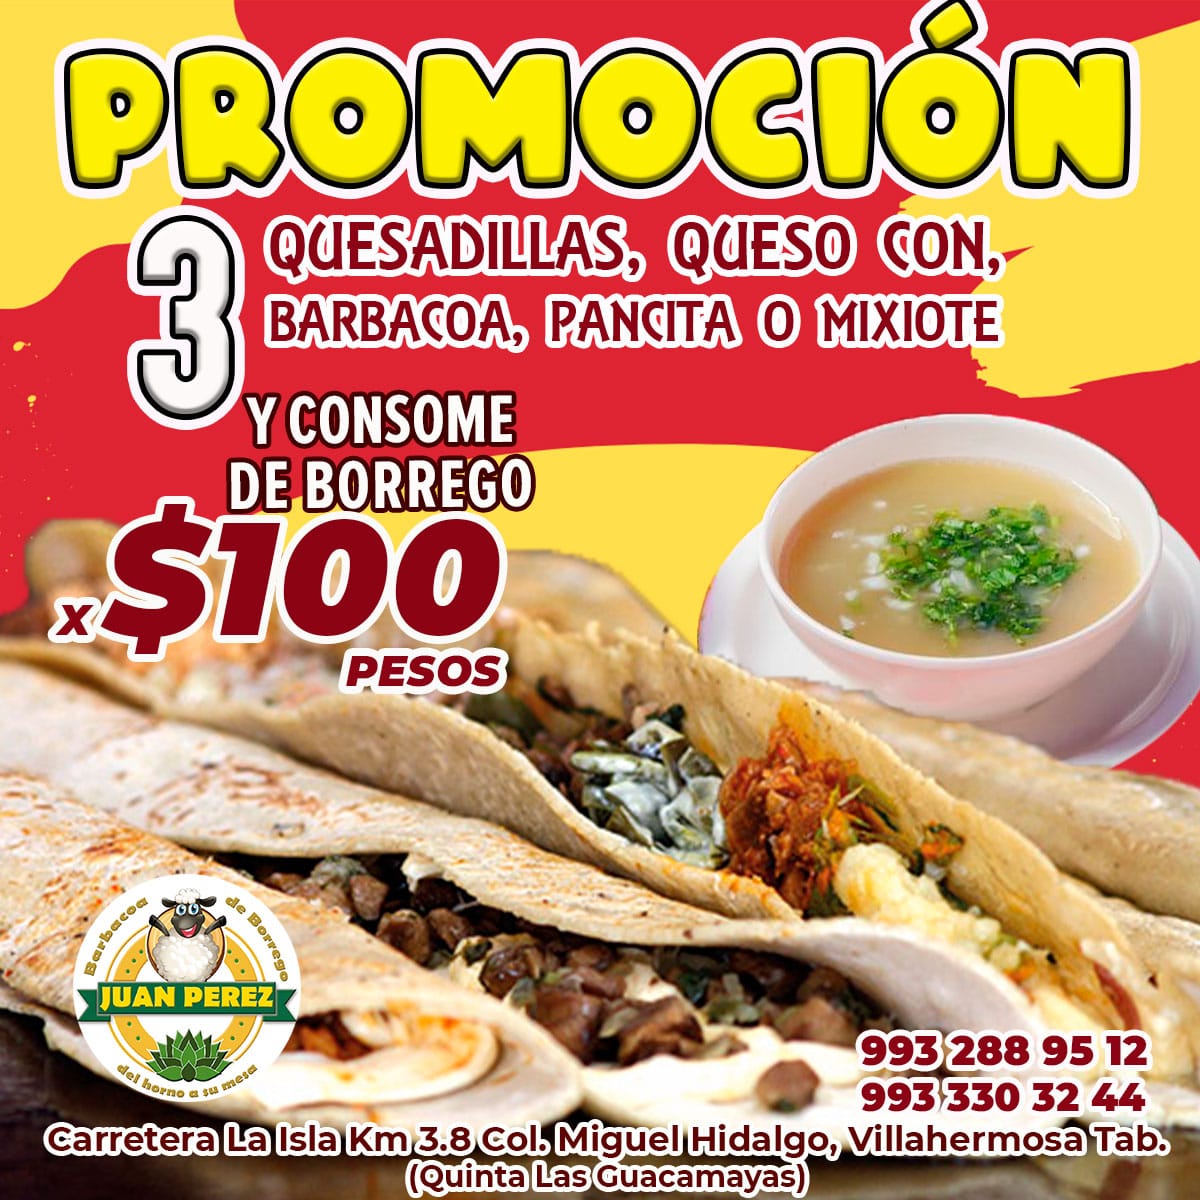 PROMOCIÓN
3 QUESADILLAS, QUESO CON,
BARBACOA, PANCITA O MIXIOTE
Y CONSOME
DE BORREGO
x $100
PESOS
Barbacoa de Borrego
JUAN PEREZ
del horno a su mesa
993 288 95 12
993 330 32 44
Carretera La Isla Km 3.8 Col. Miguel Hidalgo, Villahermosa Tab.
(Quinta Las Guacamayas)